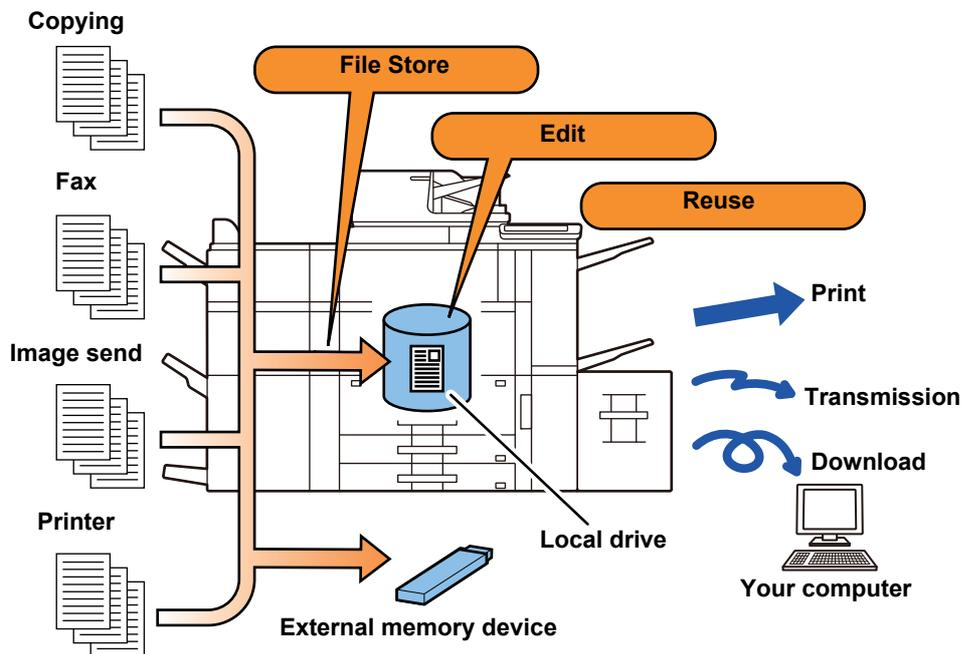 Copying
File Store
Edit
Fax
Reuse
Print
Image send
Transmission
Download
Printer
Local drive
Your computer
External memory device